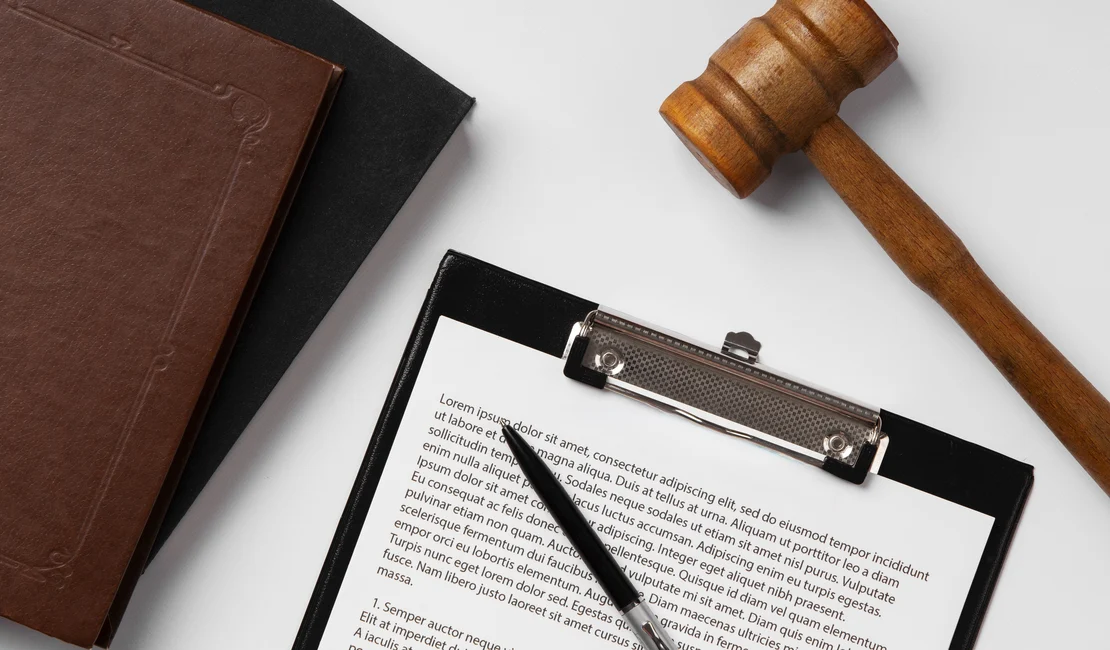 Lorem ipsum dolor sit amet, consectetur adipiscing elit, sed do eiusmod tempor incididunt
ut labore et magna aliqua. Duis at tellus at urna. Aliquam ut porttitor leo a diam
sollicitudin temp Sodales neque sodales ut etiam sit amet nisl purus. Vulputate
enim nulla aliquet lacus luctus accumsan. Adipiscing enim eu turpis egestas.
Ipsum dolor sit amet adipiscing. Integer eget aliquet nibh praesent.
Eu consequat ac felis donec pellentesque. Quisque id diam vel quam elementum
pulvinar etiam non quam. vulputate mi sit amet. Diam quis enim
scelerisque fermentum dui faucibus Diam maecenas ultricies mi
empor orci eu lobortis elementum. gravida in
Turpis nunc eget lorem dolor sed. Egestas
fusce. Nam libero justo laoreet sit amet cursus
massa.
1. Semper auctor neque
Elit at imperdiet
A iaculis at